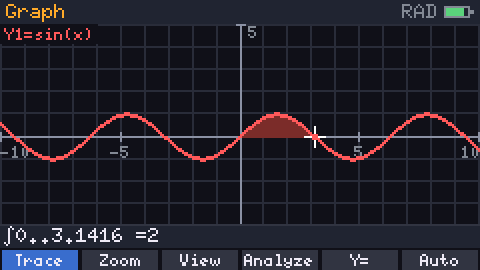 Graph RAD
Y1=sin(x)
5
-10 -5 5 10
∫0..3.1416 =2
Trace Zoom View Analyze Y= Auto